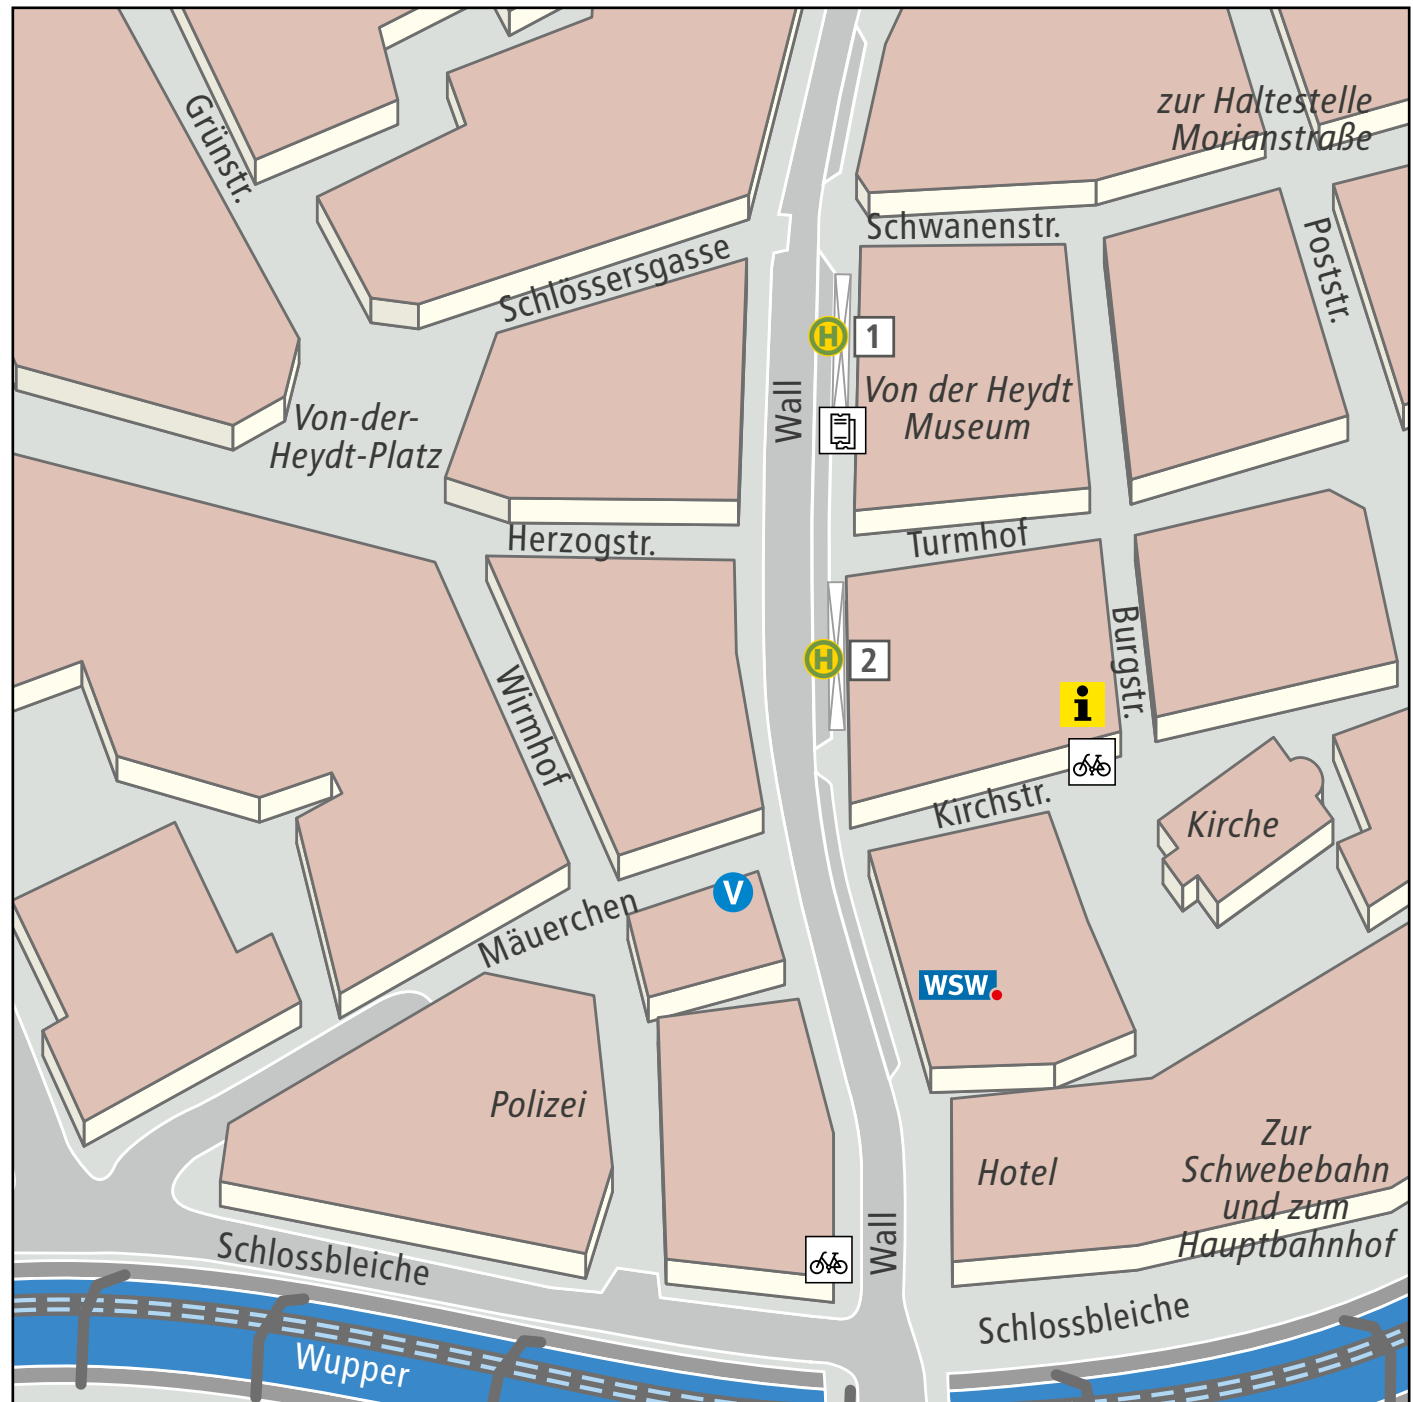 zur Haltestelle
Morianstraße
Grünstr.
Schwanenstr.
Poststr.
Schlössersgasse
H
1
Wall
Von der Heydt
Museum
Von-der-
Heydt-Platz
Herzogstr.
Turmhof
Burgstr.
H
2
Wirmhof
i
Kirchstr.
Kirche
V
Mäuerchen
WSW
Polizei
Hotel
Zur
Schwebebahn
und zum
Hauptbahnhof
Wall
Schlossbleiche
Schlossbleiche
Wupper